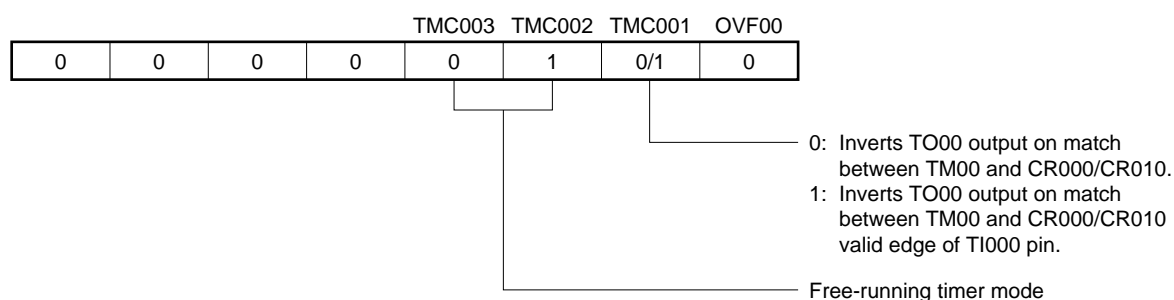 TMC003 TMC002 TMC001 OVF00
0 0 0 0 0 1 0/1 0
0: Inverts TO00 output on match
between TM00 and CR000/CR010.
1: Inverts TO00 output on match
between TM00 and CR000/CR010
valid edge of TI000 pin.
Free-running timer mode